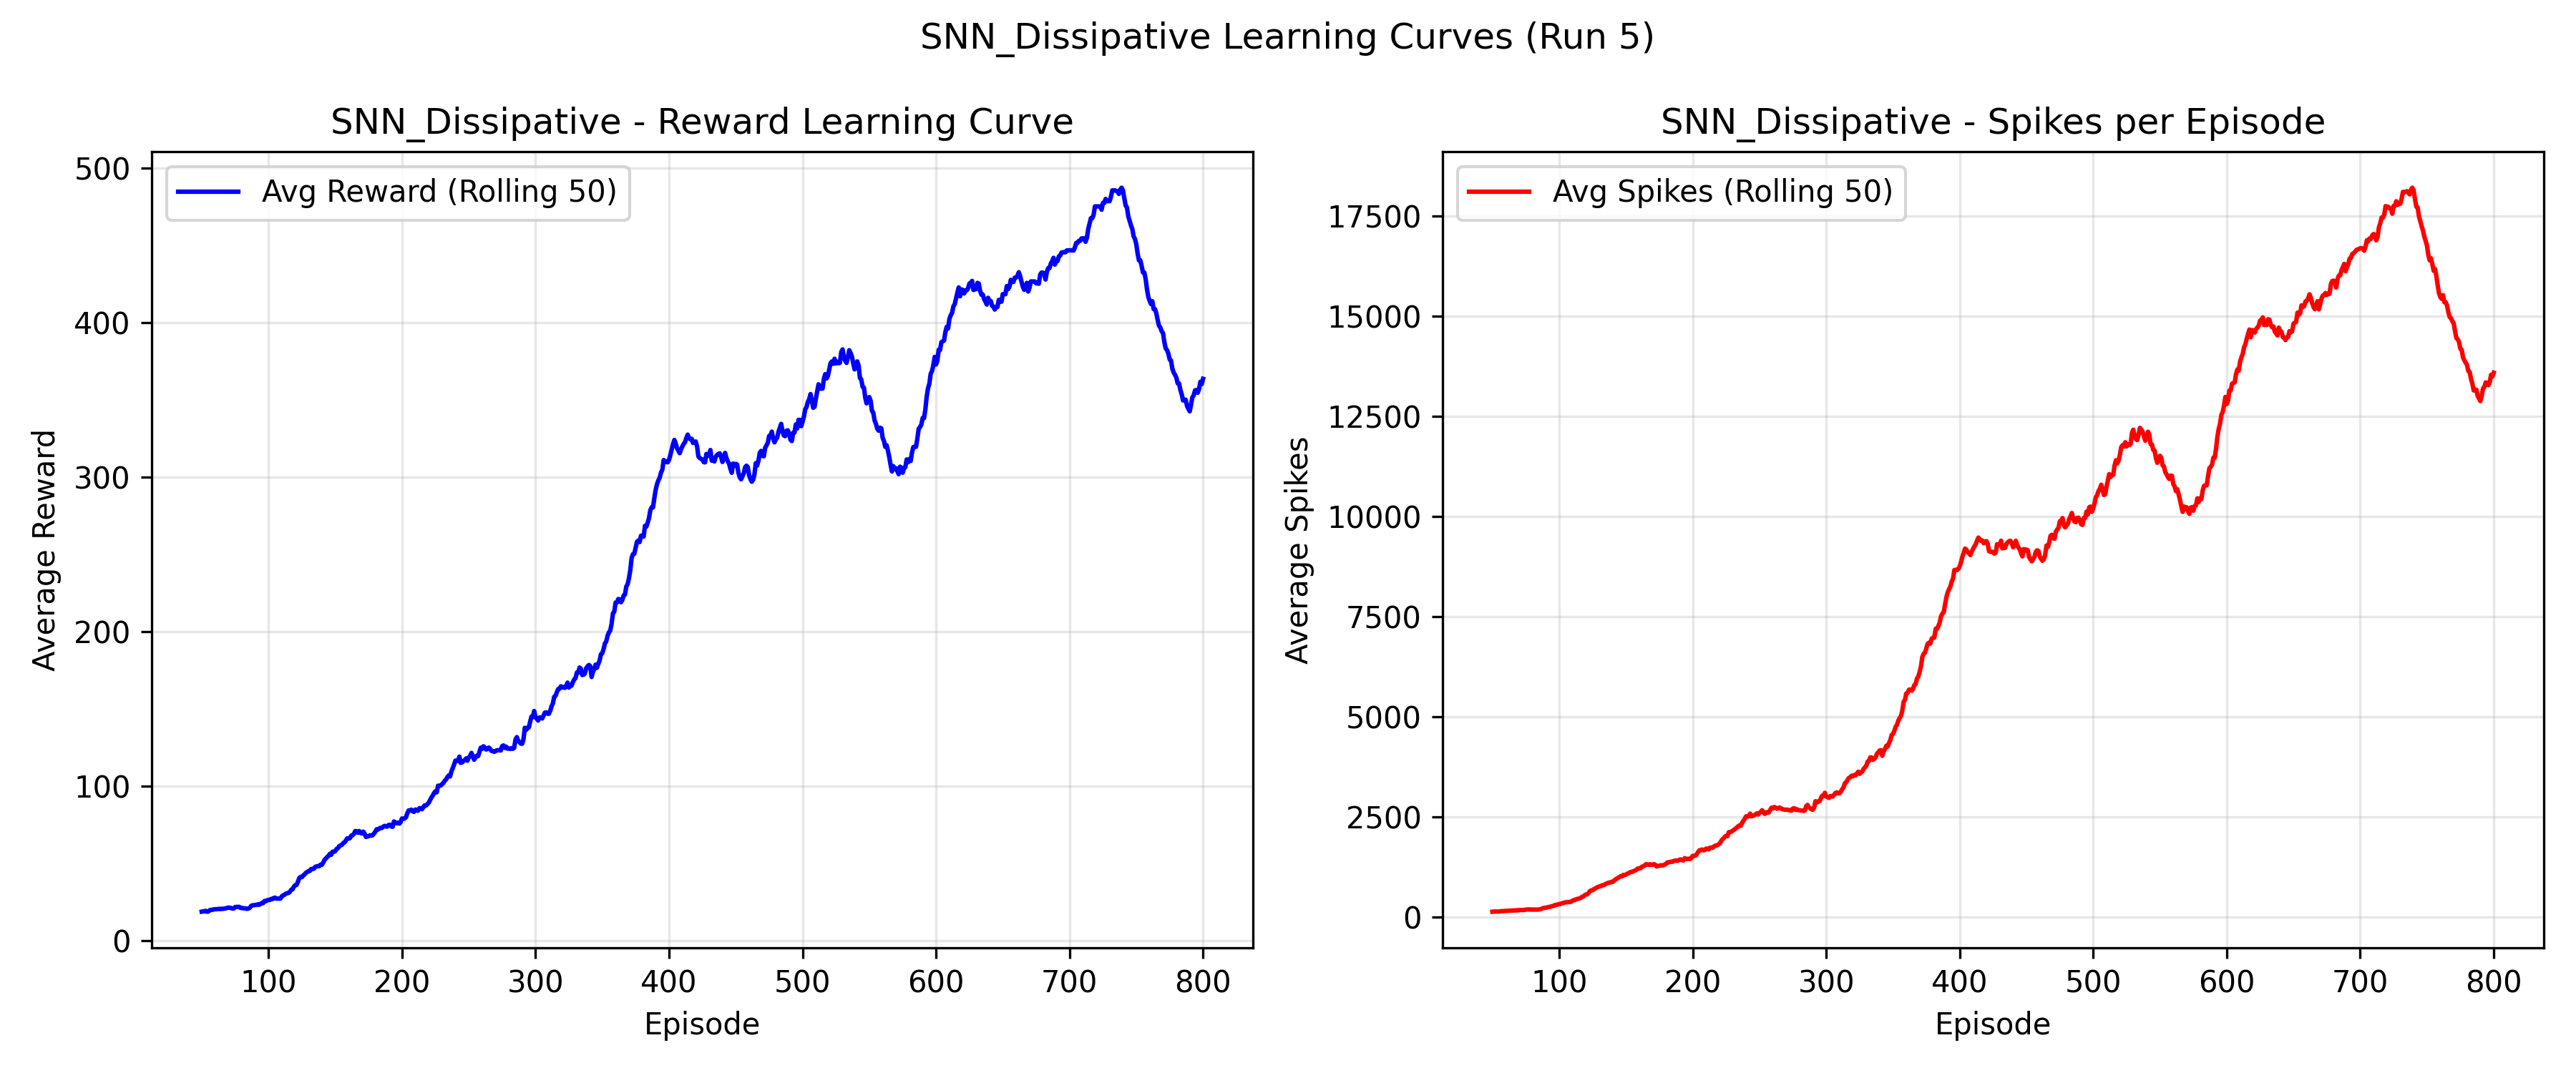 SNN_Dissipative Learning Curves (Run 5)
SNN_Dissipative - Reward Learning Curve
Avg Reward (Rolling 50)
Average Reward
500
400
300
200
100
0
100 200 300 400 500 600 700 800
Episode
SNN_Dissipative - Spikes per Episode
Avg Spikes (Rolling 50)
Average Spikes
17500
15000
12500
10000
7500
5000
2500
0
100 200 300 400 500 600 700 800
Episode